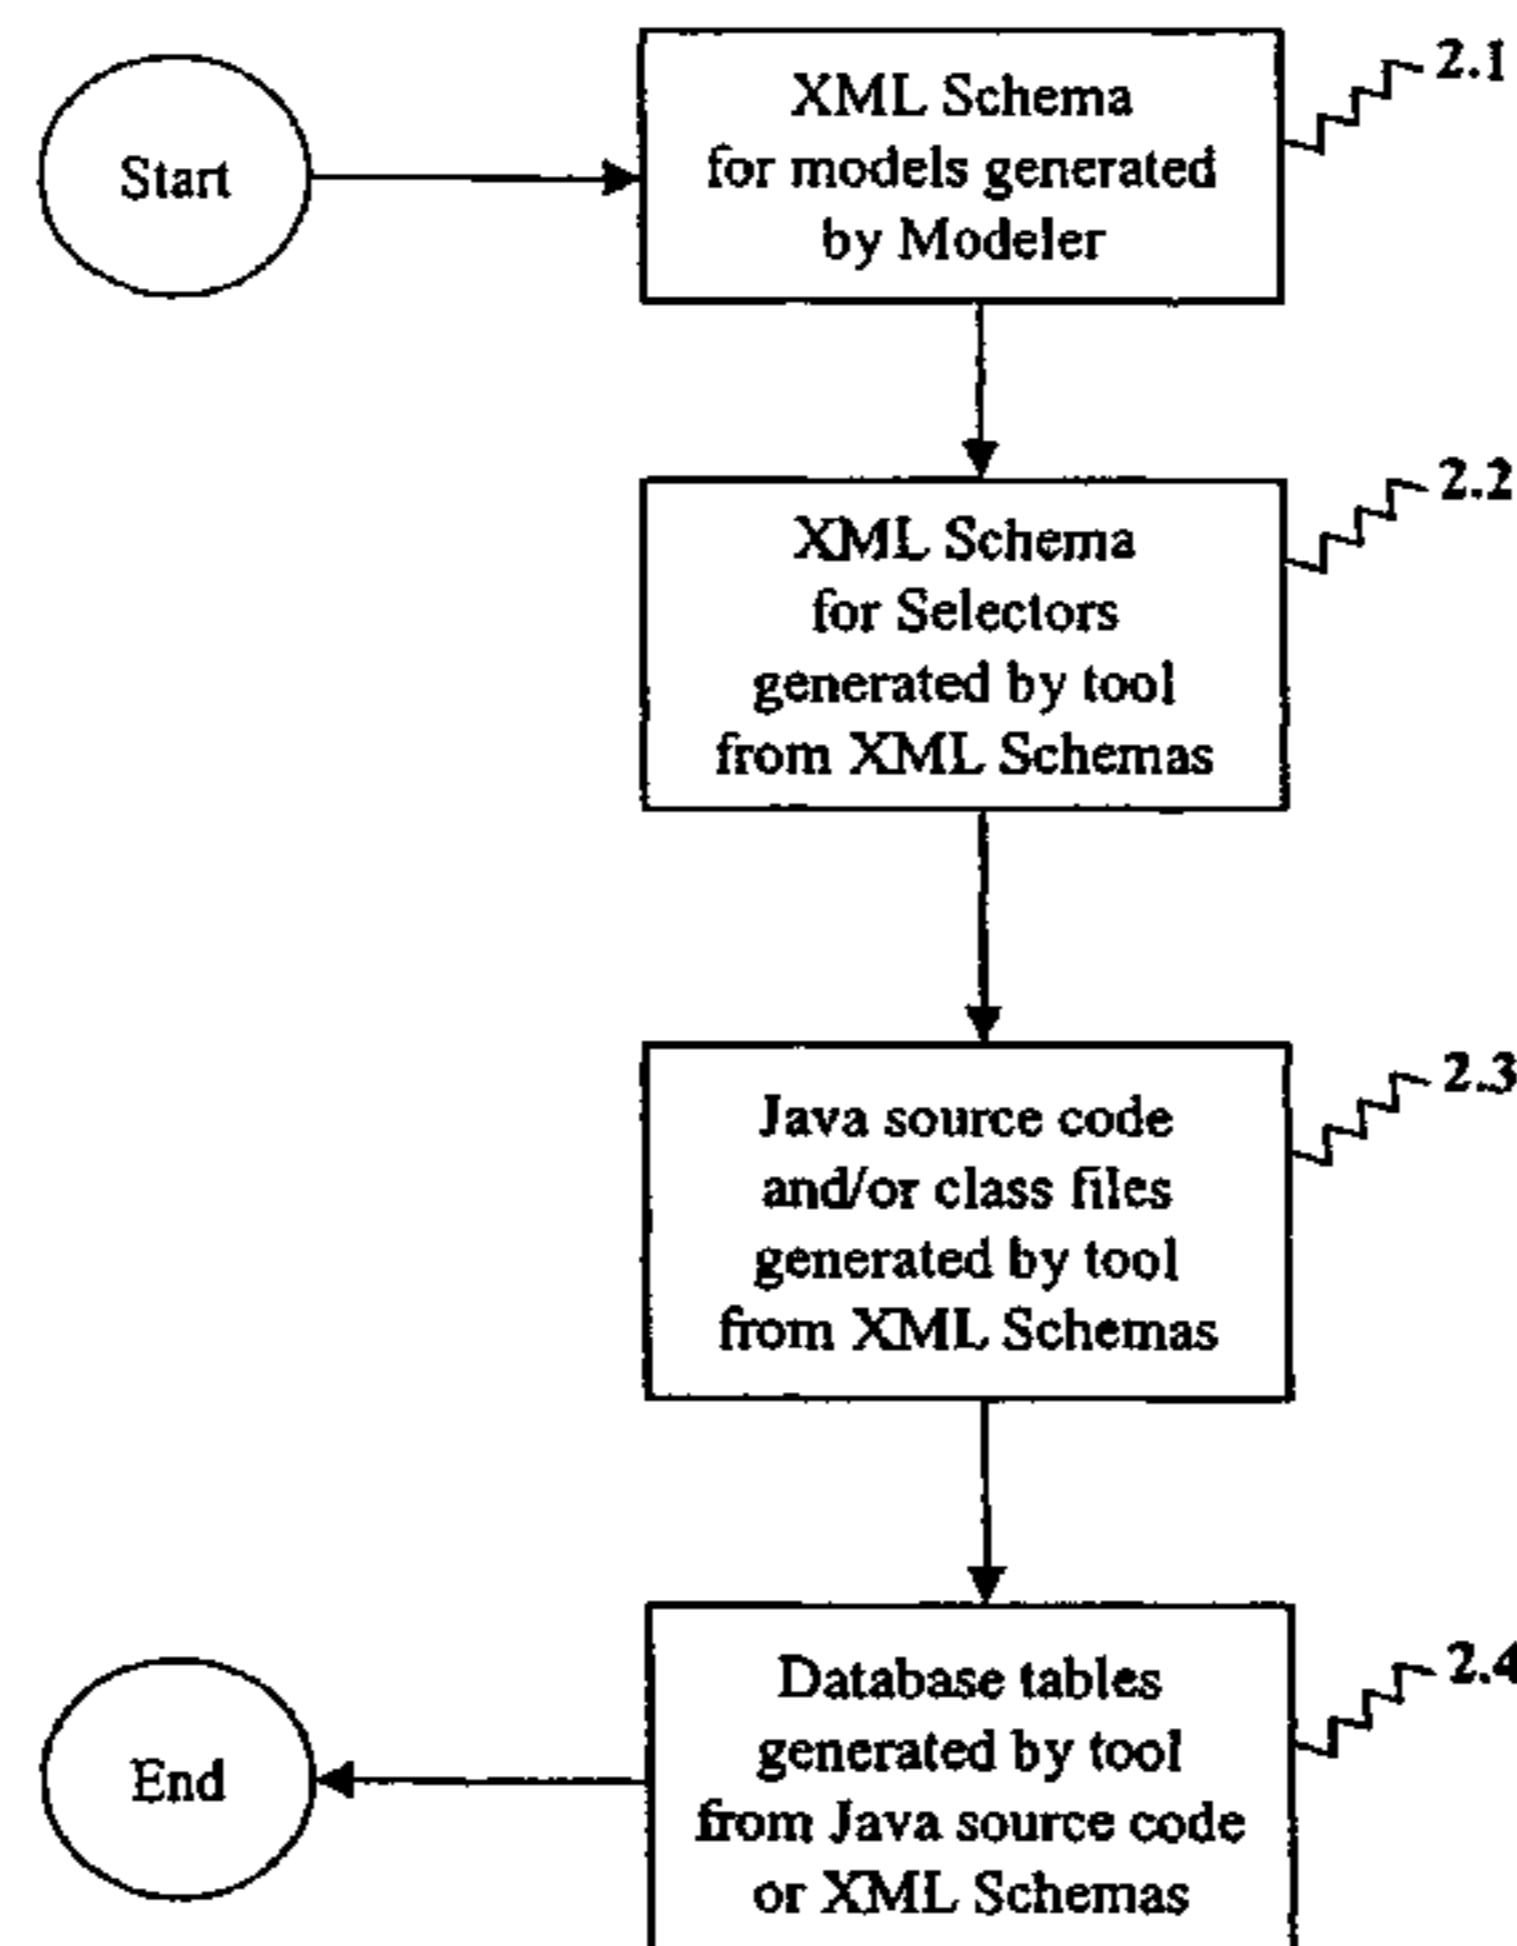 Start
XML Schema
for models generated
by Modeler
2.1
XML Schema
for Selectors
generated by tool
from XML Schemas
2.2
Java source code
and/or class files
generated by tool
from XML Schemas
2.3
Database tables
generated by tool
from Java source code
or XML Schemas
2.4
End